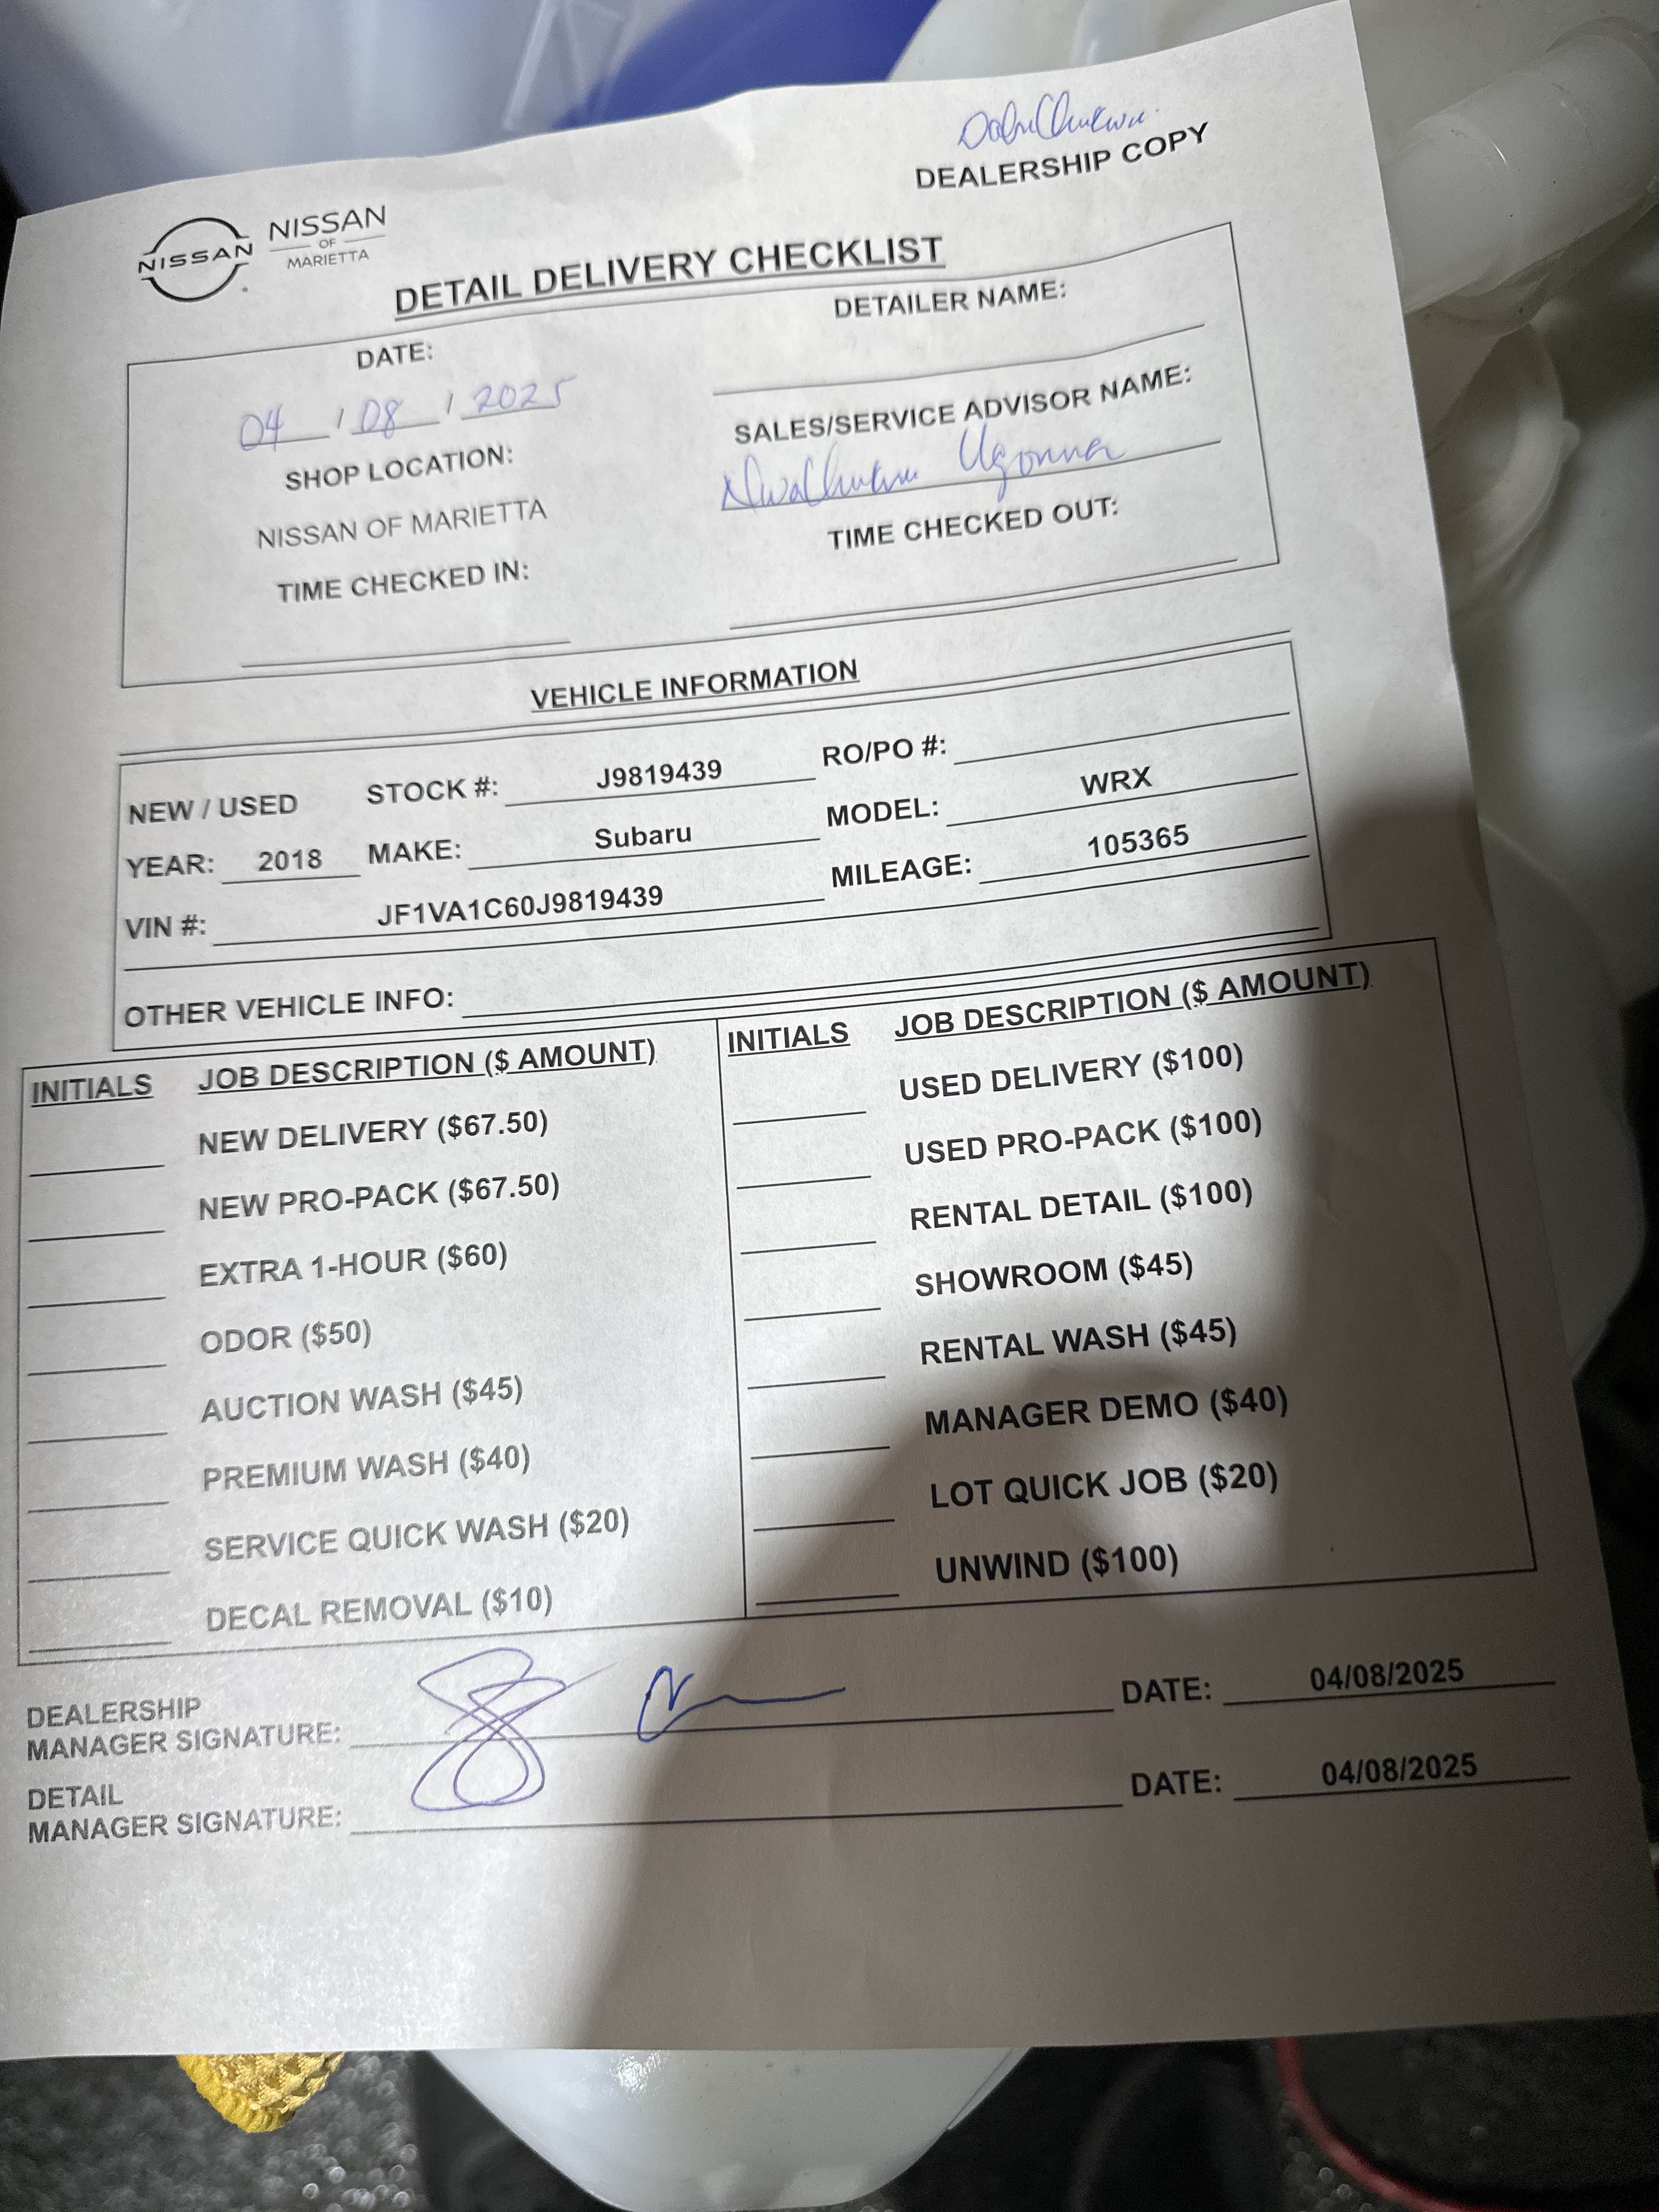 DEALERSHIP COPY
NISSAN
NISSAN
OF
MARIETTA
DETAIL DELIVERY CHECKLIST
DATE:
04 / 08 / 2025
DETAILER NAME:
SHOP LOCATION:
NISSAN OF MARIETTA
SALES/SERVICE ADVISOR NAME:
Nwachukwu Ugonna
TIME CHECKED IN:
TIME CHECKED OUT:
VEHICLE INFORMATION
NEW / USED STOCK #: J9819439 RO/PO #:
YEAR: 2018 MAKE: Subaru MODEL: WRX
VIN #: JF1VA1C60J9819439 MILEAGE: 105365
OTHER VEHICLE INFO:
INITIALS JOB DESCRIPTION ($ AMOUNT)
NEW DELIVERY ($67.50)
NEW PRO-PACK ($67.50)
EXTRA 1-HOUR ($60)
ODOR ($50)
AUCTION WASH ($45)
PREMIUM WASH ($40)
SERVICE QUICK WASH ($20)
DECAL REMOVAL ($10)
INITIALS JOB DESCRIPTION ($ AMOUNT)
USED DELIVERY ($100)
USED PRO-PACK ($100)
RENTAL DETAIL ($100)
SHOWROOM ($45)
RENTAL WASH ($45)
MANAGER DEMO ($40)
LOT QUICK JOB ($20)
UNWIND ($100)
DEALERSHIP
MANAGER SIGNATURE: DATE: 04/08/2025
DETAIL
MANAGER SIGNATURE: DATE: 04/08/2025